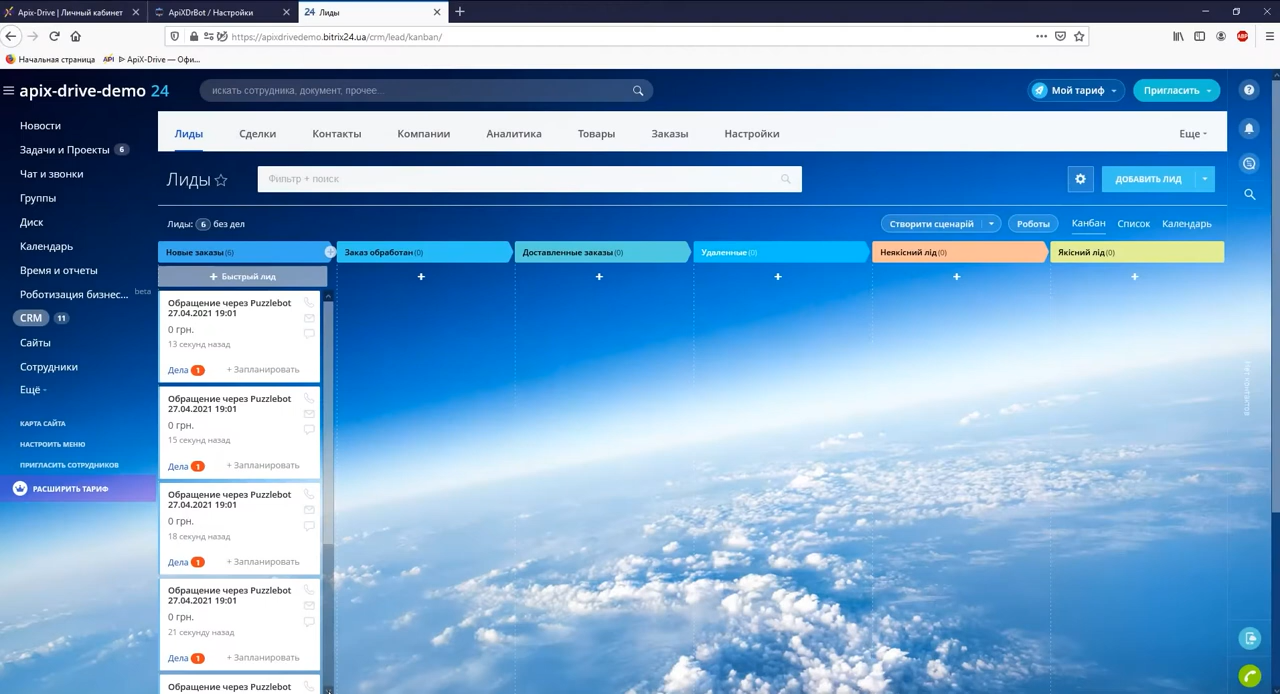 Apix-Drive | Личный кабинет
ApiXDrBot / Настройки
24 Лиды
https://apixdrivedemo.bitrix24.ua/crm/lead/kanban/
Начальная страница
API ApiX-Drive — Офи...
ABP
apix-drive-demo 24
искать сотрудника, документ, прочее...
Мой тариф
Пригласить
Новости
Задачи и Проекты 6
Чат и звонки
Группы
Диск
Календарь
Время и отчеты
Роботизация бизнес... beta
CRM 11
Сайты
Сотрудники
Ещё -
КАРТА САЙТА
НАСТРОИТЬ МЕНЮ
ПРИГЛАСИТЬ СОТРУДНИКОВ
РАСШИРИТЬ ТАРИФ
Лиды Сделки Контакты Компании Аналитика Товары Заказы Настройки Еще
Лиды
Фильтр + поиск
ДОБАВИТЬ ЛИД
Лиды: 6 без дел
Створити сценарій
Роботы
Канбан Список Календарь
Новые заказы (6)
Заказ обработан (0)
Доставленные заказы (0)
Удаленные (0)
Неякісний лід (0)
Якісний лід (0)
+ Быстрый лид
+ + + + +
Обращение через Puzzlebot
27.04.2021 19:01
0 грн.
13 секунд назад
Дела 1 + Запланировать
Обращение через Puzzlebot
27.04.2021 19:01
0 грн.
15 секунд назад
Дела 1 + Запланировать
Обращение через Puzzlebot
27.04.2021 19:01
0 грн.
18 секунд назад
Дела 1 + Запланировать
Обращение через Puzzlebot
27.04.2021 19:01
0 грн.
21 секунду назад
Дела 1 + Запланировать
Обращение через Puzzlebot
Нет контактов